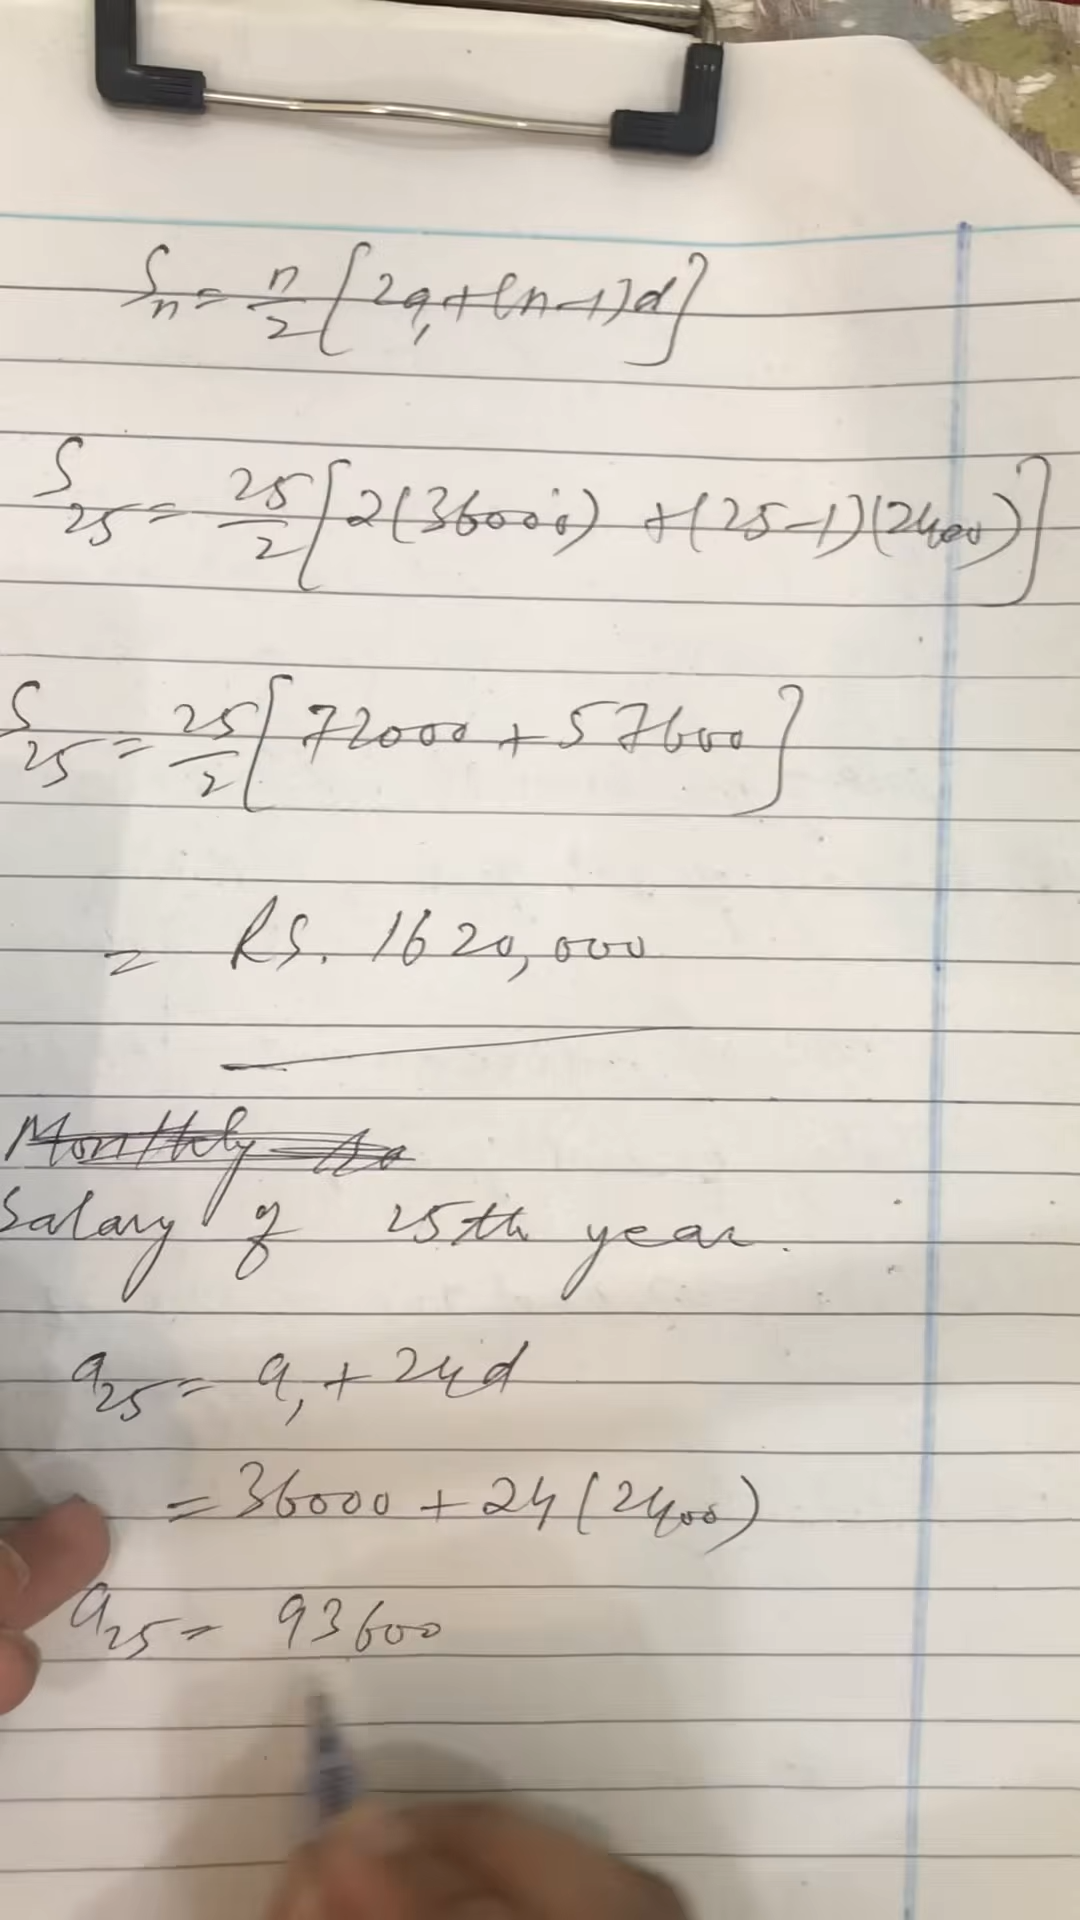 Sn = n/2 [2a₁ + (n-1)d]
S25 = 25/2 [2(36000) + (25-1)(2400)]
S25 = 25/2 [72000 + 57600]
= Rs. 1620,000
Monthly
Salary of 25th year.
a25 = a₁ + 24d
= 36000 + 24(2400)
a25 = 93600